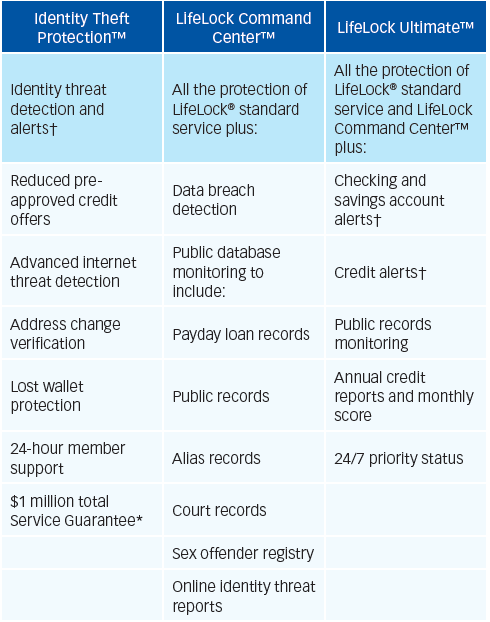 Identity Theft
Protection™
LifeLock Command
Center™
LifeLock Ultimate™
Identity threat
detection and
alerts†
All the protection of
LifeLock® standard
service plus:
All the protection of
LifeLock® standard
service and LifeLock
Command Center™
plus:
Reduced pre-
approved credit
offers
Data breach
detection
Checking and
savings account
alerts†
Advanced internet
threat detection
Public database
monitoring to
include:
Credit alerts†
Address change
verification
Payday loan records
Public records
monitoring
Lost wallet
protection
Public records
Annual credit
reports and monthly
score
24-hour member
support
Alias records
24/7 priority status
$1 million total
Service Guarantee*
Court records
Sex offender registry
Online identity threat
reports